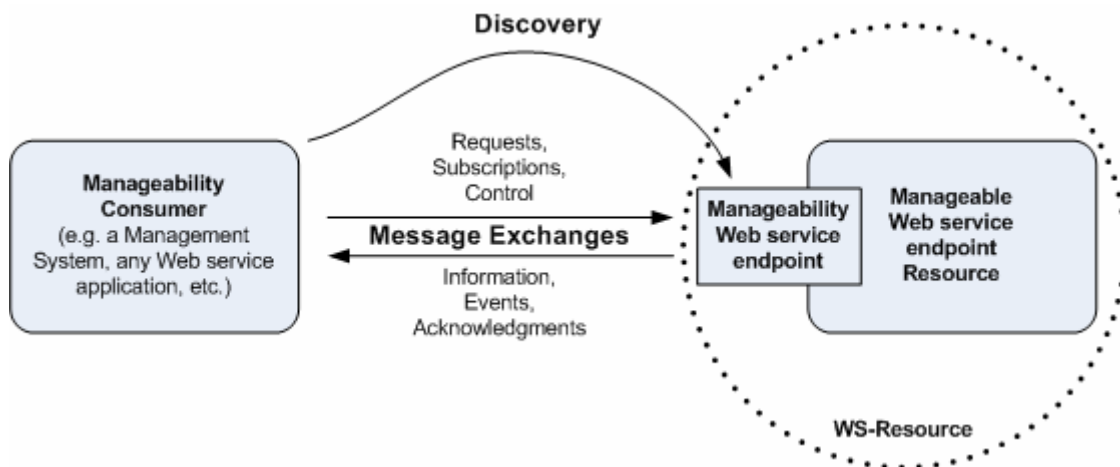 Discovery
Requests,
Subscriptions,
Control
Manageability
Consumer
(e.g. a Management
System, any Web service
application, etc.)
Message Exchanges
Information,
Events,
Acknowledgments
Manageability
Web service
endpoint
Manageable
Web service
endpoint
Resource
WS-Resource